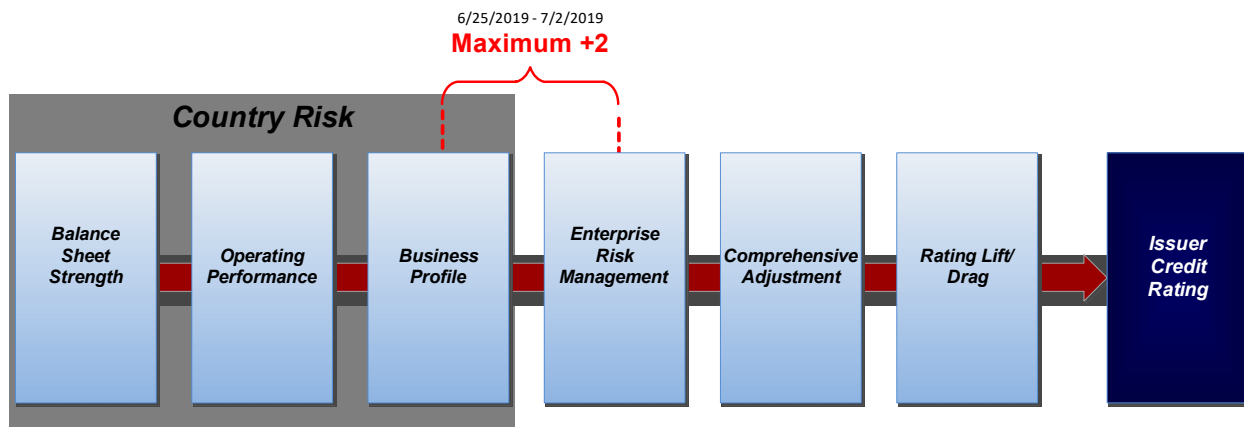 6/25/2019 - 7/2/2019
Maximum +2
Country Risk
Balance
Sheet
Strength
Operating
Performance
Business
Profile
Enterprise
Risk
Management
Comprehensive
Adjustment
Rating Lift/
Drag
Issuer
Credit
Rating